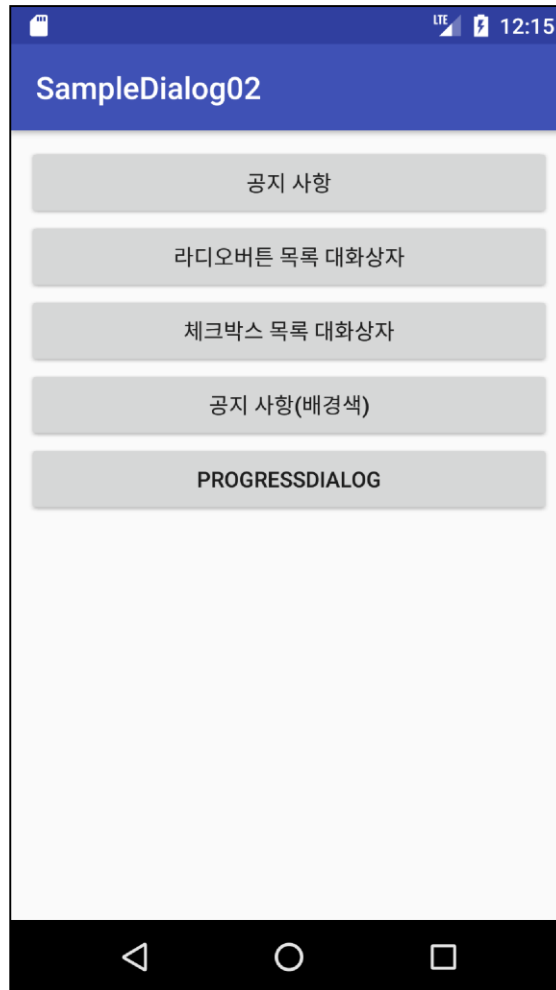 LTE 12:15
SampleDialog02
공지 사항
라디오버튼 목록 대화상자
체크박스 목록 대화상자
공지 사항(배경색)
PROGRESSDIALOG